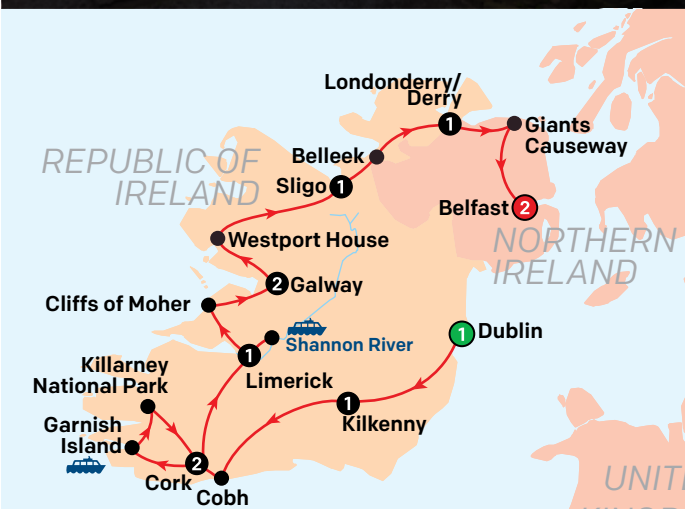 Londonderry/
Derry
1
Giants
Causeway
REPUBLIC OF
IRELAND
Belleek
Sligo 1
Belfast 2
NORTHERN
IRELAND
Westport House
2 Galway
Cliffs of Moher
Shannon River
1 Dublin
1
Limerick
Killarney
National Park
1
Kilkenny
Garnish
Island
2
Cork
Cobh